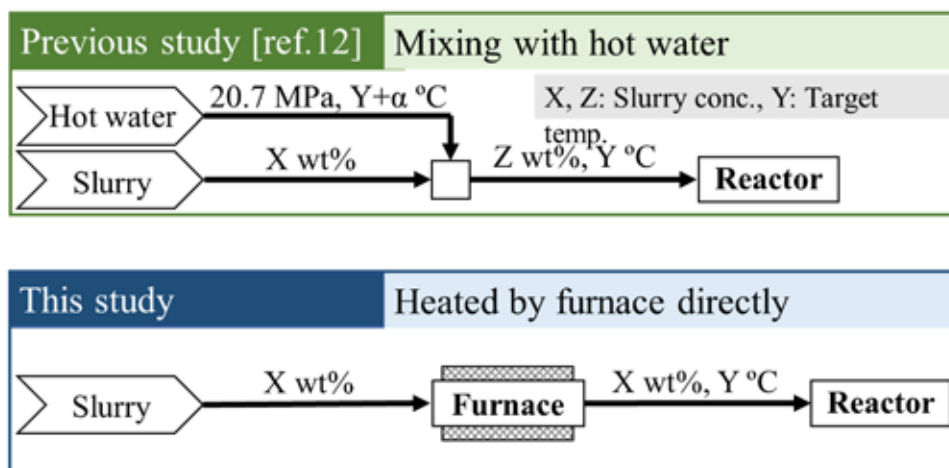 Previous study [ref.12]
Mixing with hot water
Hot water
20.7 MPa, Y+α ºC
X, Z: Slurry conc., Y: Target
temp.
Slurry
X wt%
Z wt%, Y ºC
Reactor
This study
Heated by furnace directly
Slurry
X wt%
Furnace
X wt%, Y ºC
Reactor